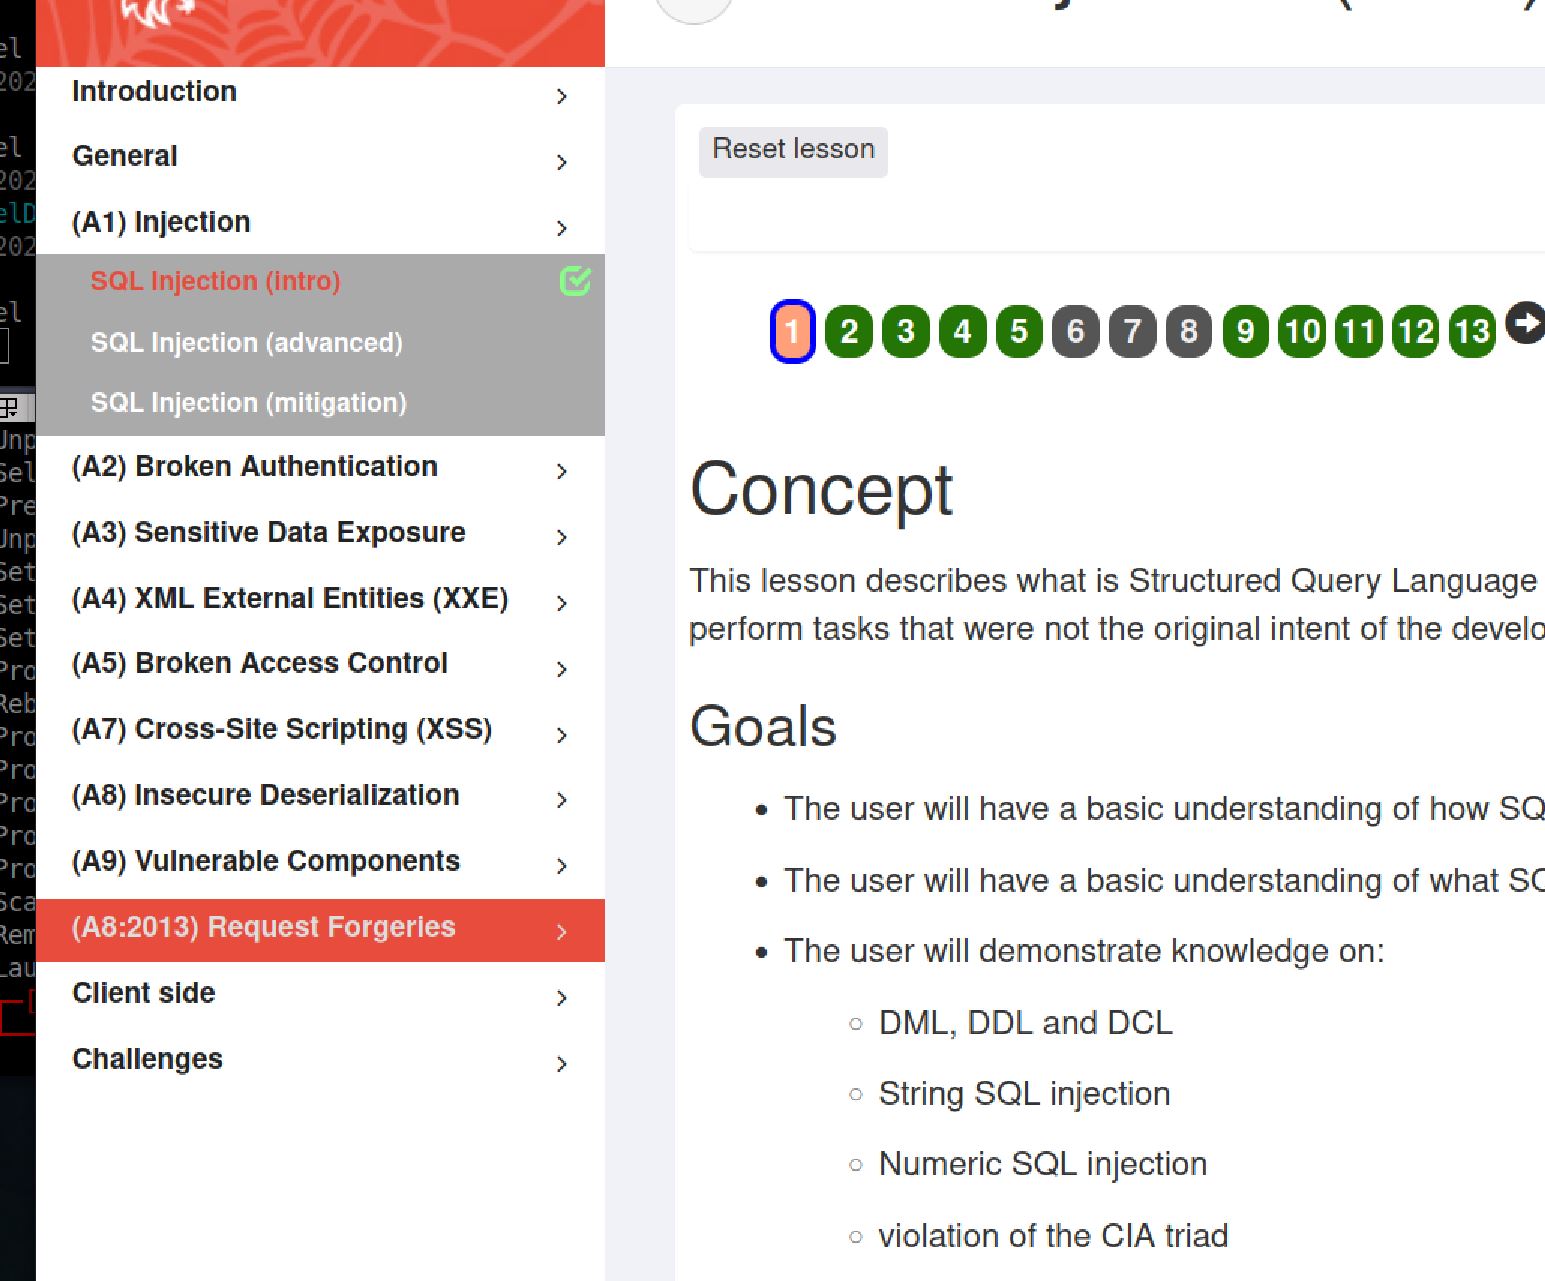 Introduction
General
(A1) Injection
SQL Injection (intro)
SQL Injection (advanced)
SQL Injection (mitigation)
(A2) Broken Authentication
(A3) Sensitive Data Exposure
(A4) XML External Entities (XXE)
(A5) Broken Access Control
(A7) Cross-Site Scripting (XSS)
(A8) Insecure Deserialization
(A9) Vulnerable Components
(A8:2013) Request Forgeries
Client side
Challenges
Reset lesson
1 2 3 4 5 6 7 8 9 10 11 12 13
Concept
This lesson describes what is Structured Query Language
perform tasks that were not the original intent of the develo
Goals
The user will have a basic understanding of how SQ
The user will have a basic understanding of what
The user will demonstrate knowledge on:
DML, DDL and DCL
String SQL injection
Numeric SQL injection
violation of the CIA triad